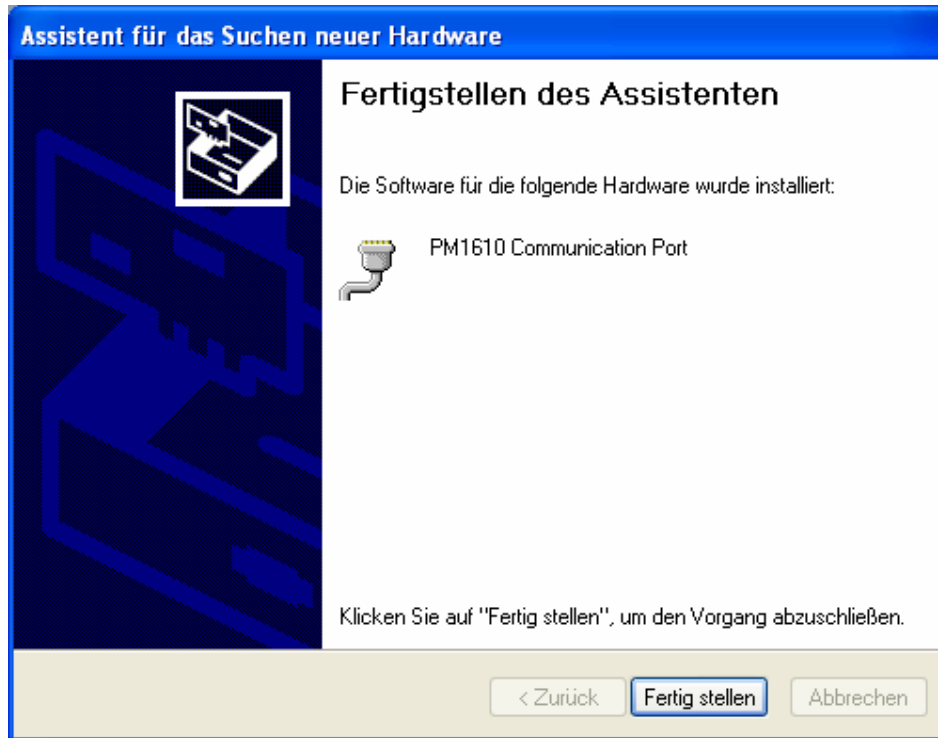 Assistent für das Suchen neuer Hardware
Fertigstellen des Assistenten
Die Software für die folgende Hardware wurde installiert:
PM1610 Communication Port
Klicken Sie auf "Fertig stellen", um den Vorgang abzuschließen.
< Zurück Fertig stellen Abbrechen